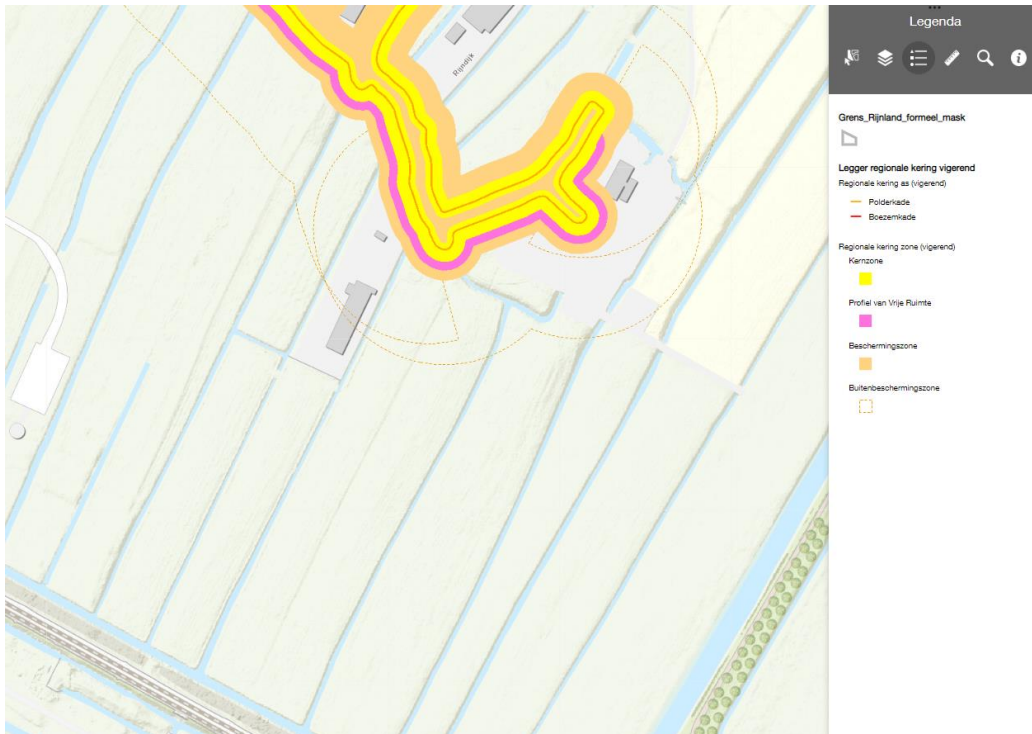 Rijndijk
Legenda
Grens_Rijnland_formeel_mask
Legger regionale kering vigerend
Regionale kering as (vigerend)
Polderkade
Boezemkade
Regionale kering zone (vigerend)
Kernzone
Profiel van Vrije Ruimte
Beschermingszone
Buitenbeschermingszone